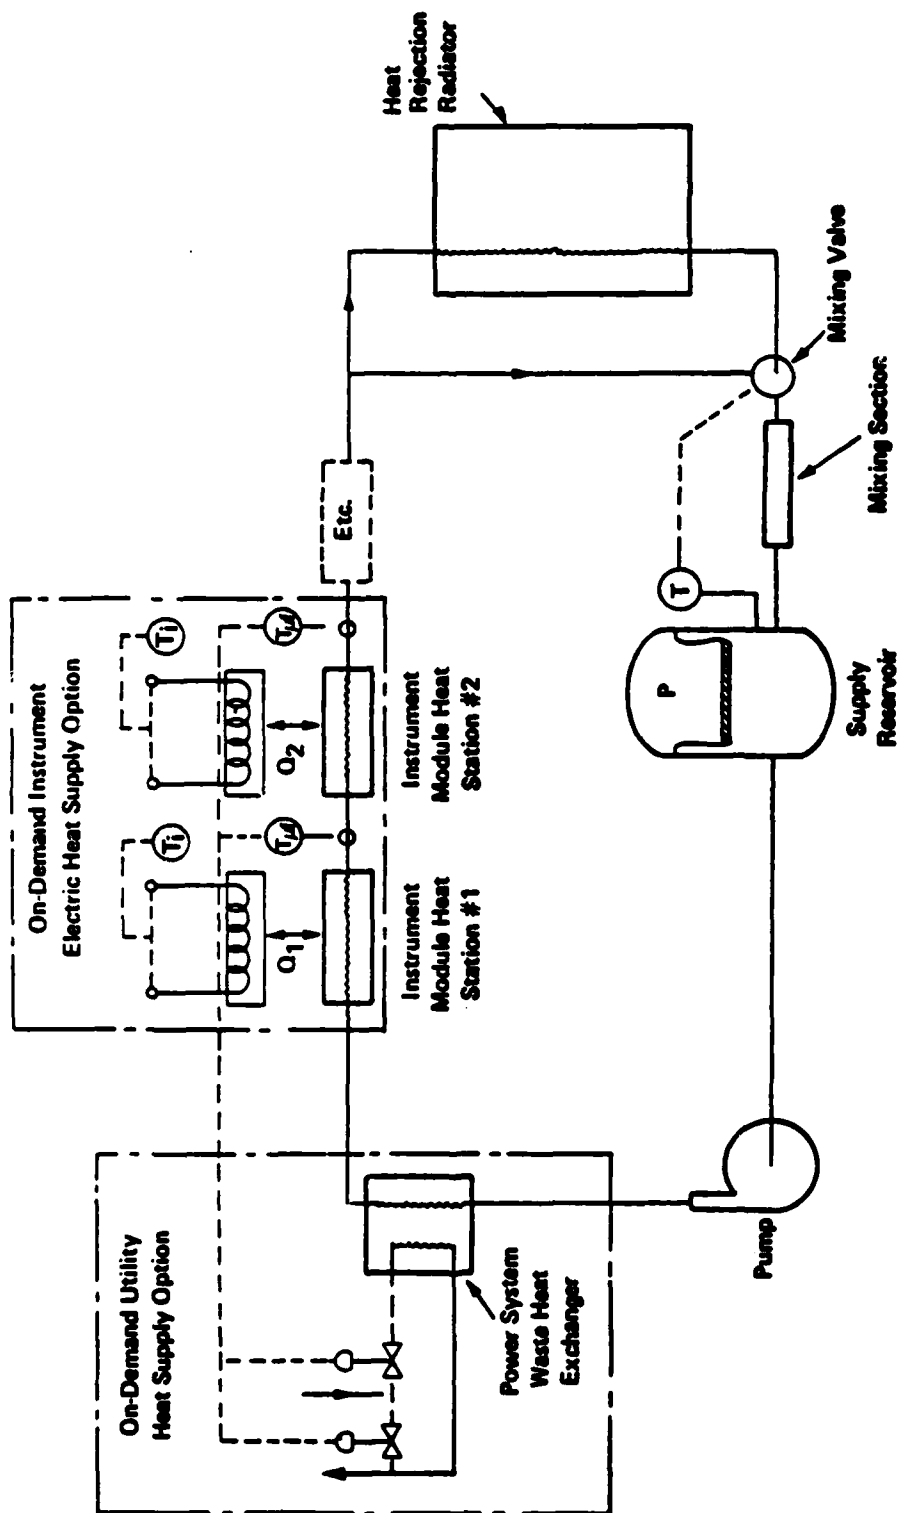 On-Demand Utility
Heat Supply Option
On-Demand Instrument
Electric Heat Supply Option
Ti
Ti
Tμ
Tμ
Q1
Q2
Instrument
Module Heat
Station #1
Instrument
Module Heat
Station #2
Etc.
Heat
Rejection
Radiator
Power System
Waste Heat
Exchanger
Pump
P
T
Supply
Reservoir
Mixing Section
Mixing Valve